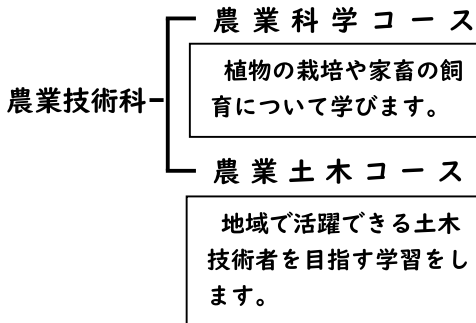 農業科学コース
植物の栽培や家畜の飼
育について学びます。
農業技術科
農業土木コース
地域で活躍できる土木
技術者を目指す学習をし
ます。